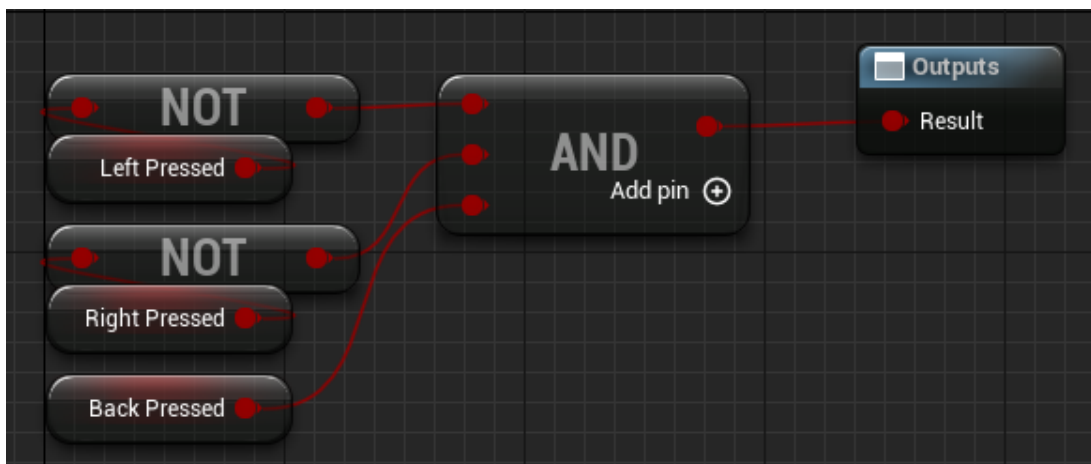 NOT
Left Pressed
NOT
Right Pressed
Back Pressed
AND
Add pin
Outputs
Result